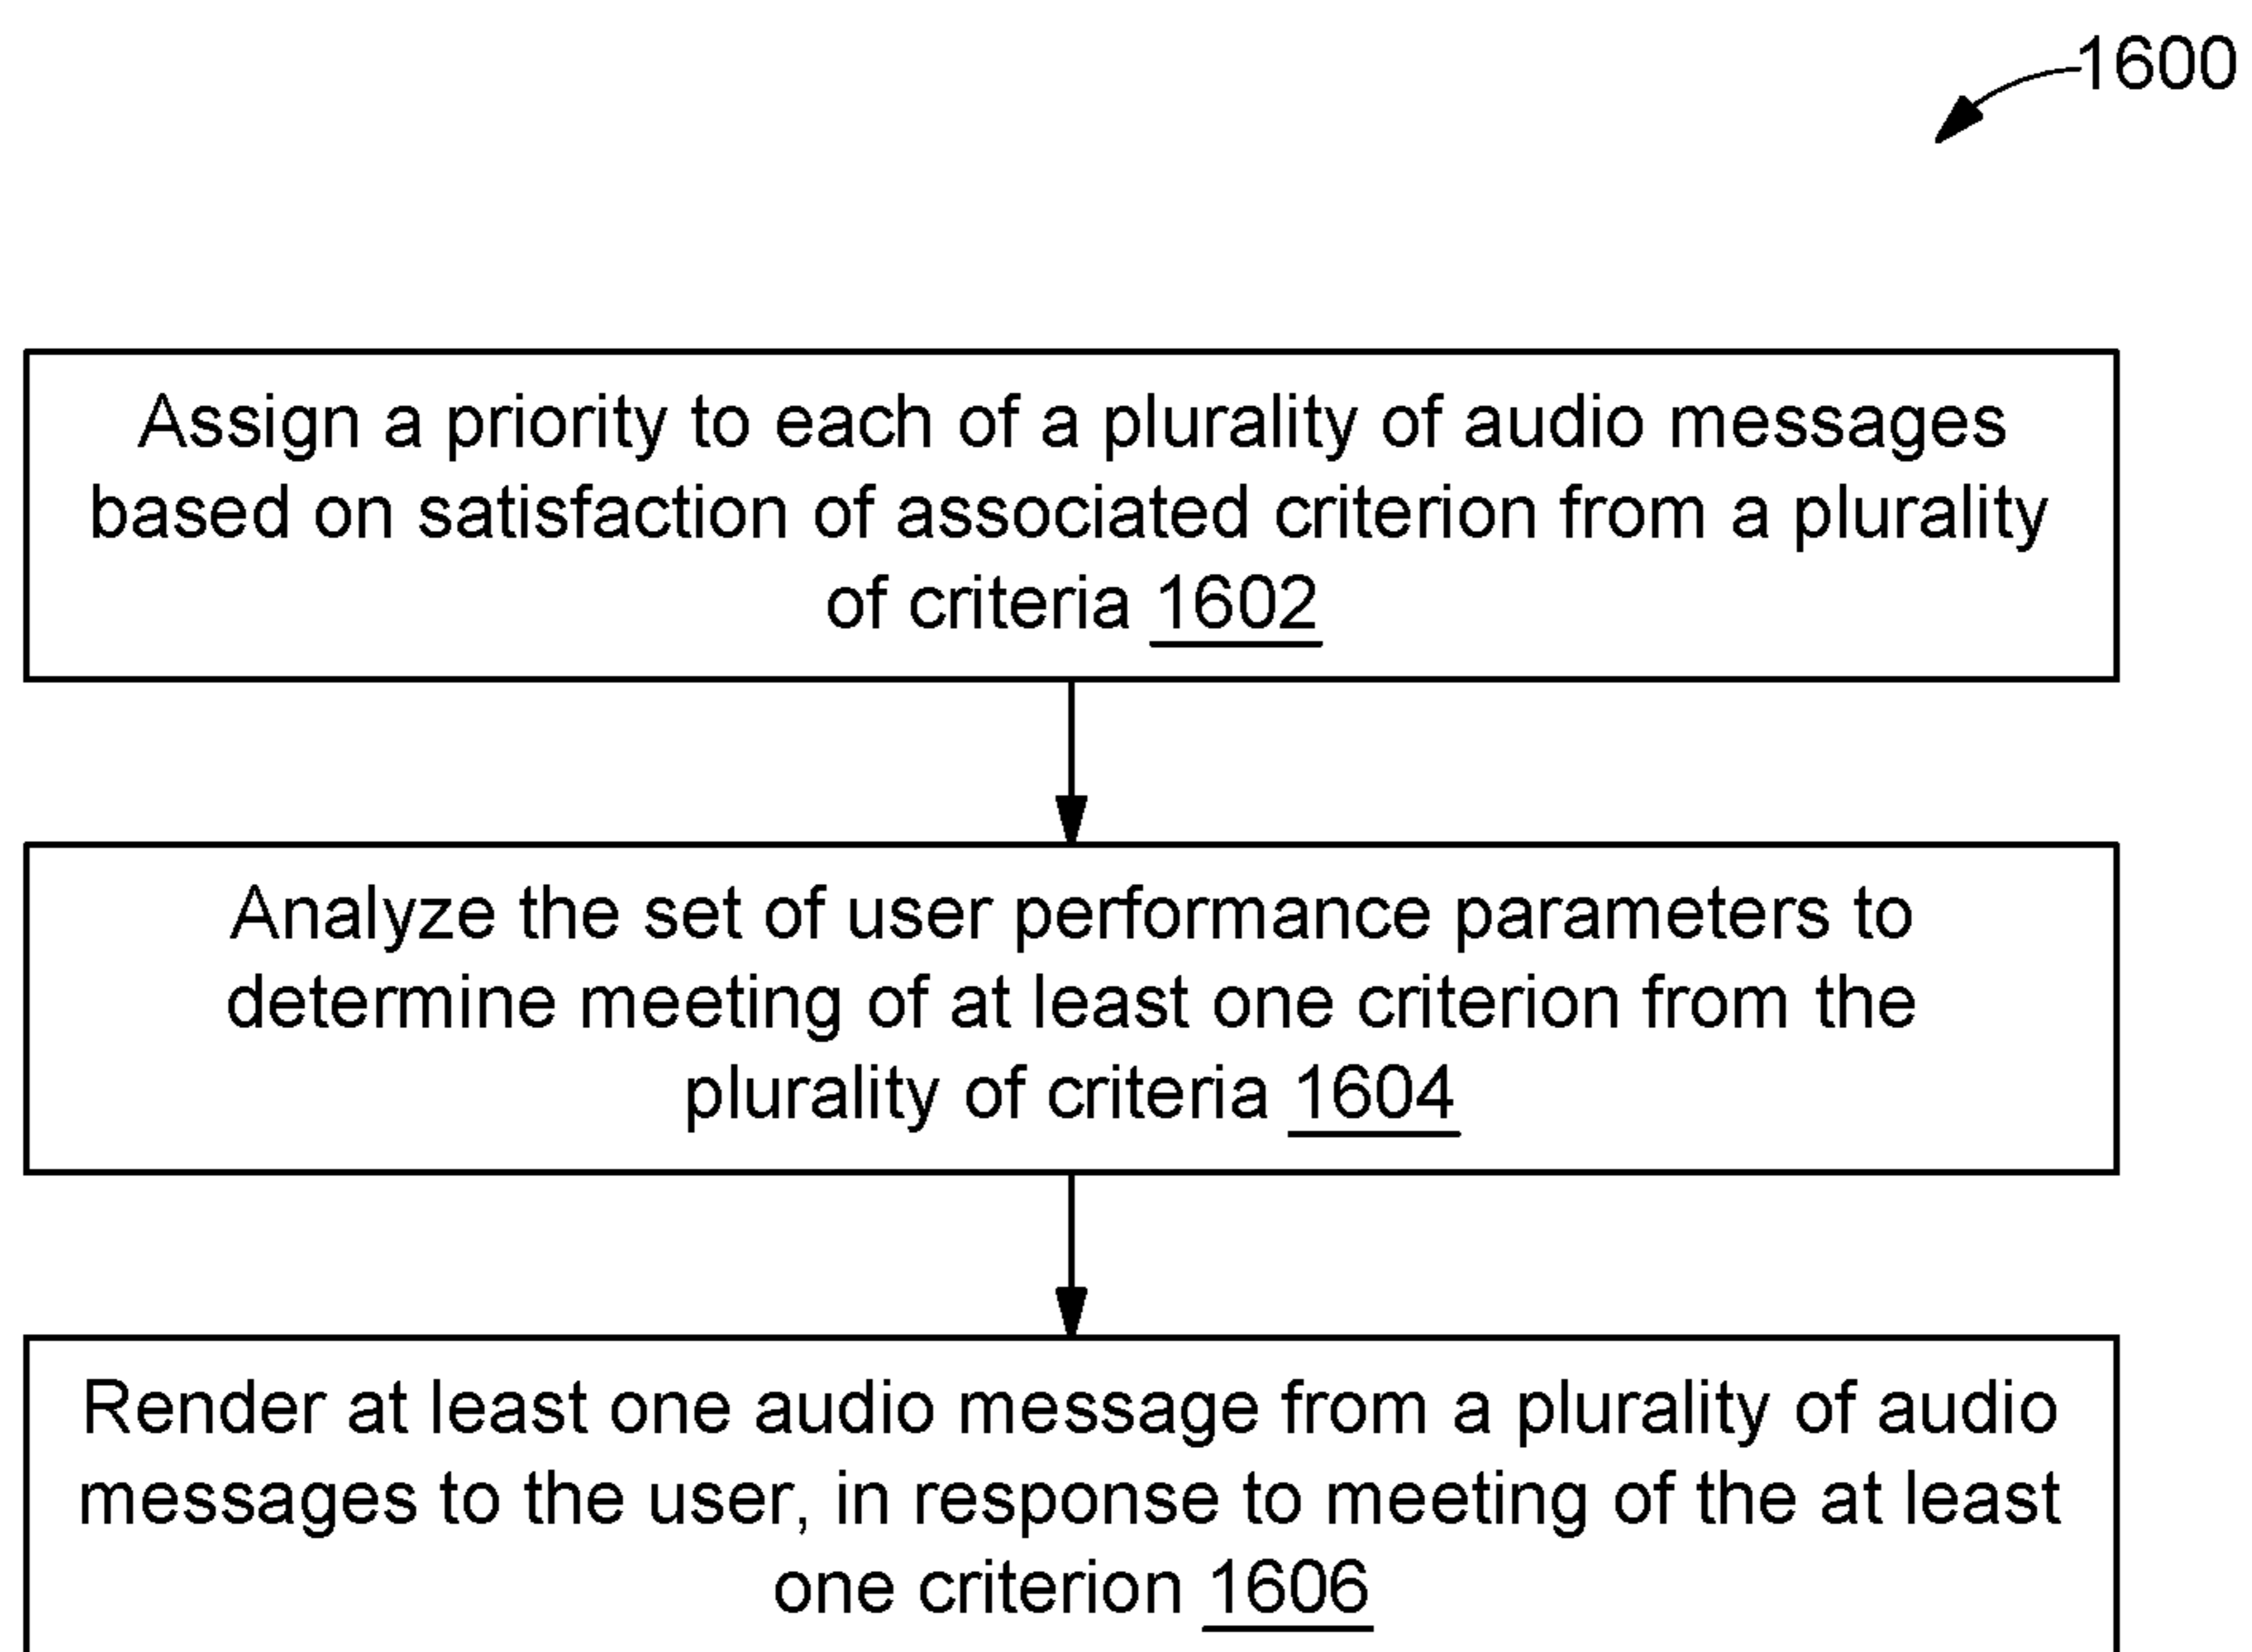 1600
Assign a priority to each of a plurality of audio messages
based on satisfaction of associated criterion from a plurality
of criteria 1602
Analyze the set of user performance parameters to
determine meeting of at least one criterion from the
plurality of criteria 1604
Render at least one audio message from a plurality of audio
messages to the user, in response to meeting of the at least
one criterion 1606